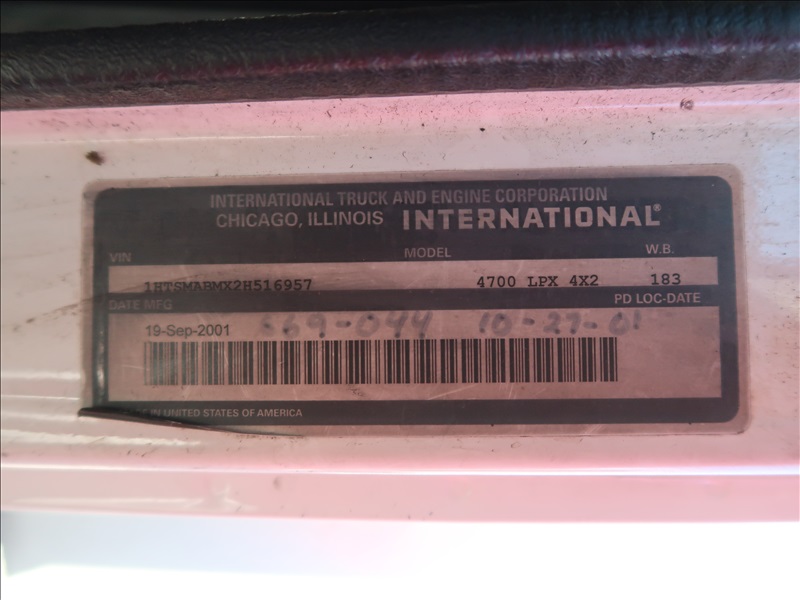 INTERNATIONAL TRUCK AND ENGINE CORPORATION
CHICAGO, ILLINOIS INTERNATIONAL®
VIN MODEL W.B.
1HTSMABMX2H516957 4700 LPX 4X2 183
DATE MFG PD LOC-DATE
19-Sep-2001 669-044 10-27-01
IN UNITED STATES OF AMERICA